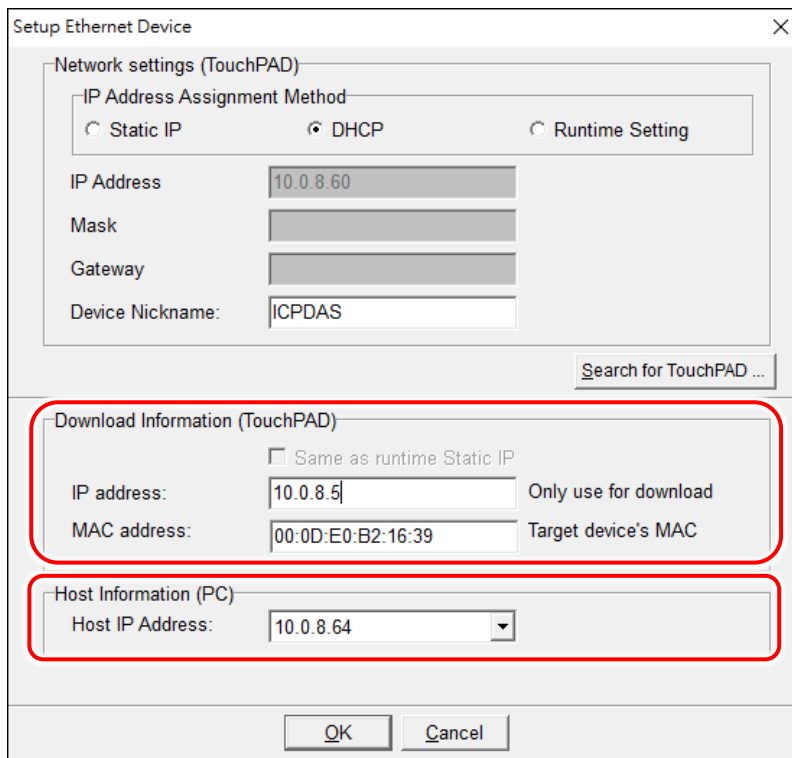 Setup Ethernet Device
Network settings (TouchPAD)
IP Address Assignment Method
Static IP DHCP Runtime Setting
IP Address 10.0.8.60
Mask
Gateway
Device Nickname: ICPDAS
Search for TouchPAD ...
Download Information (TouchPAD)
Same as runtime Static IP
IP address: 10.0.8.5 Only use for download
MAC address: 00:0D:E0:B2:16:39 Target device's MAC
Host Information (PC)
Host IP Address: 10.0.8.64
OK Cancel